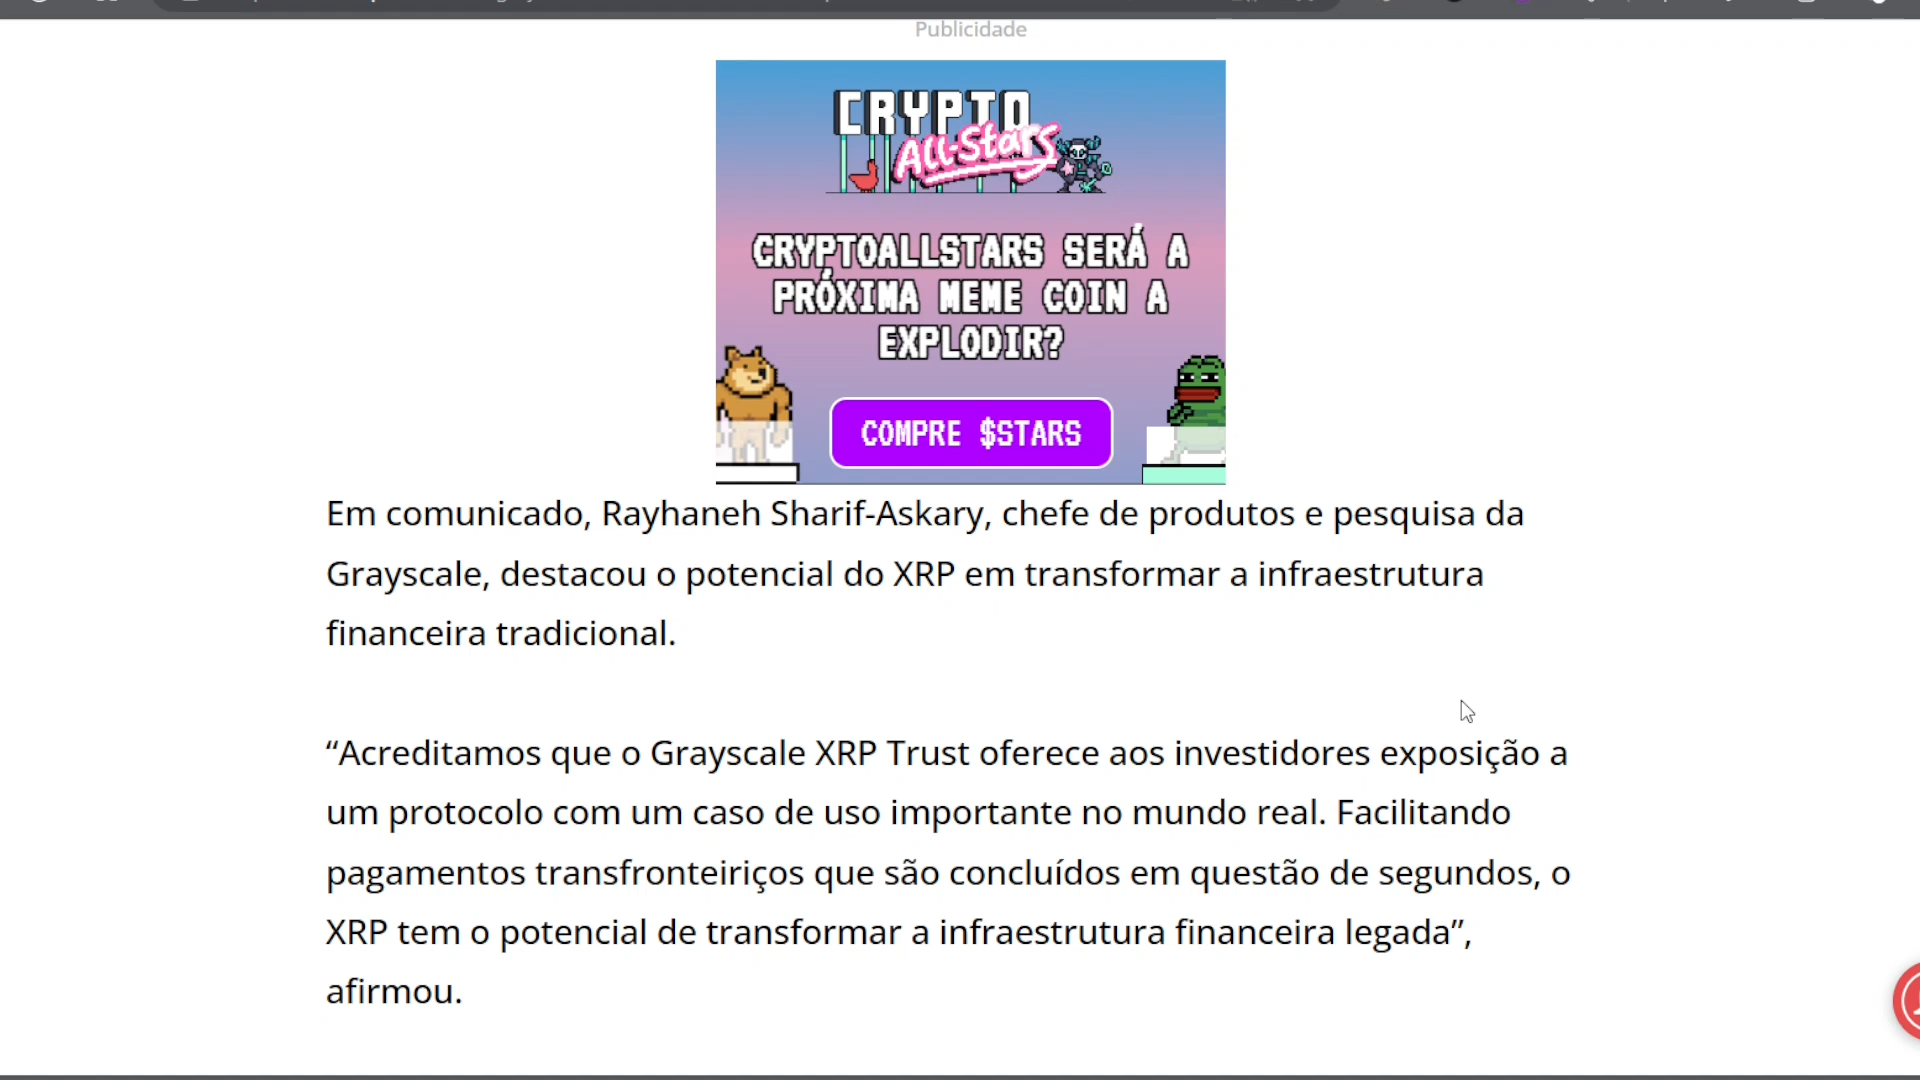 Publicidade
CRYPTO
All-Stars
CRYPTOALLSTARS SERÁ A
PRÓXIMA MEME COIN A
EXPLODIR?
COMPRE $STARS
Em comunicado, Rayhaneh Sharif-Askary, chefe de produtos e pesquisa da
Grayscale, destacou o potencial do XRP em transformar a infraestrutura
financeira tradicional.
“Acreditamos que o Grayscale XRP Trust oferece aos investidores exposição a
um protocolo com um caso de uso importante no mundo real. Facilitando
pagamentos transfronteiriços que são concluídos em questão de segundos, o
XRP tem o potencial de transformar a infraestrutura financeira legada”,
afirmou.